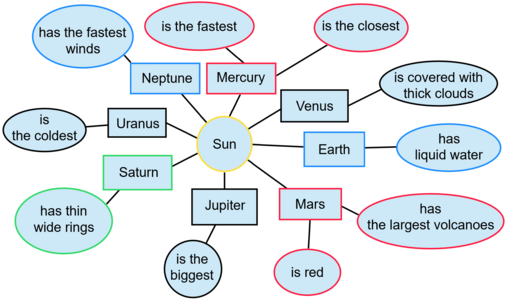 has the fastest
winds
is the fastest
is the closest
Neptune
Mercury
is covered with
thick clouds
Venus
is
the coldest
Uranus
Sun
Earth
has
liquid water
Saturn
has thin
wide rings
Jupiter
Mars
has
the largest volcanoes
is the
biggest
is red